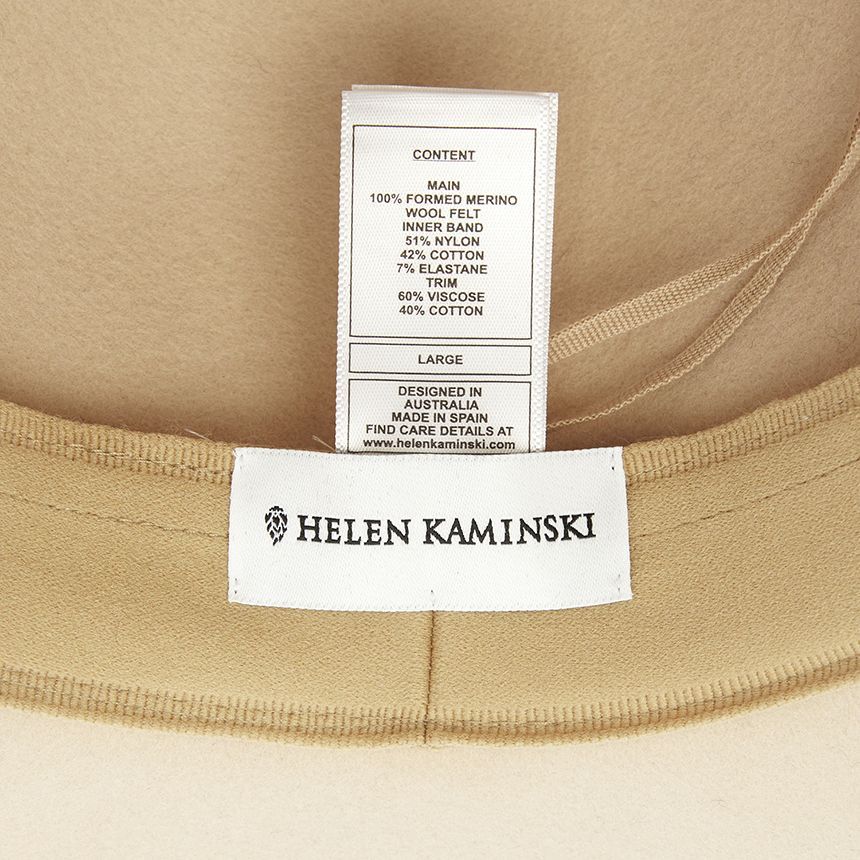 CONTENT
MAIN
100% FORMED MERINO
WOOL FELT
INNER BAND
51% NYLON
42% COTTON
7% ELASTANE
TRIM
60% VISCOSE
40% COTTON
LARGE
DESIGNED IN
AUSTRALIA
MADE IN SPAIN
FIND CARE DETAILS AT
www.helenkaminski.com
HELEN KAMINSKI